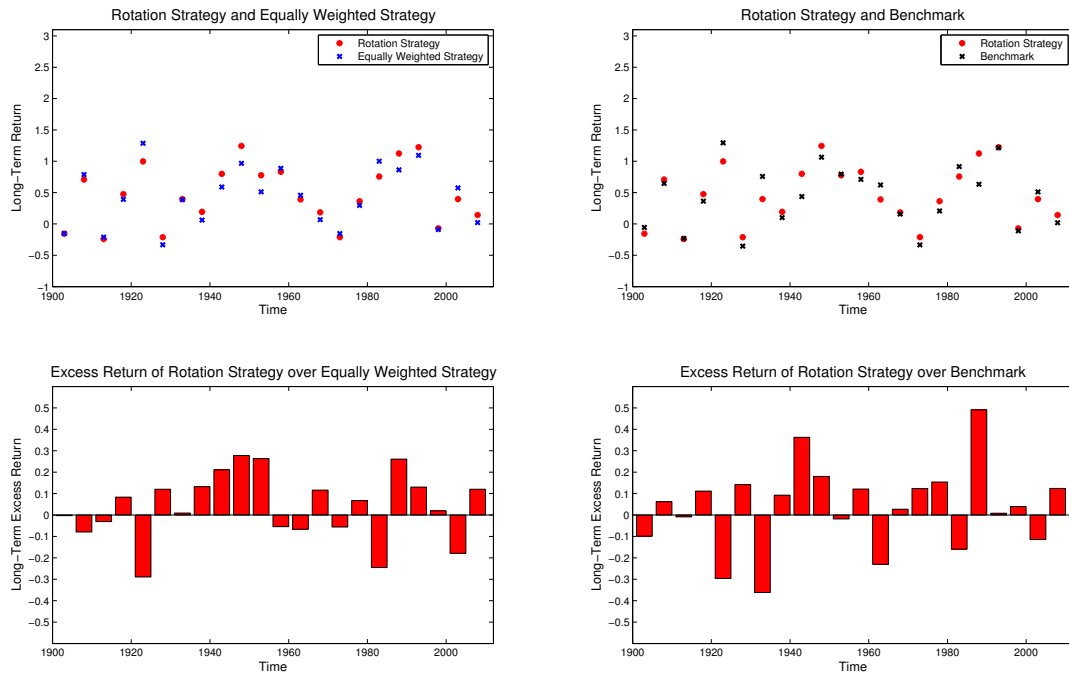 Rotation Strategy and Equally Weighted Strategy
3
2.5
2
1.5
1
0.5
0
−0.5
−1
Long−Term Return
Rotation Strategy
Equally Weighted Strategy
1900 1920 1940 1960 1980 2000
Time
Rotation Strategy and Benchmark
3
2.5
2
1.5
1
0.5
0
−0.5
−1
Long−Term Return
Rotation Strategy
Benchmark
1900 1920 1940 1960 1980 2000
Time
Excess Return of Rotation Strategy over Equally Weighted Strategy
0.5
0.4
0.3
0.2
0.1
0
−0.1
−0.2
−0.3
−0.4
−0.5
Long−Term Excess Return
1900 1920 1940 1960 1980 2000
Time
Excess Return of Rotation Strategy over Benchmark
0.5
0.4
0.3
0.2
0.1
0
−0.1
−0.2
−0.3
−0.4
−0.5
Long−Term Excess Return
1900 1920 1940 1960 1980 2000
Time